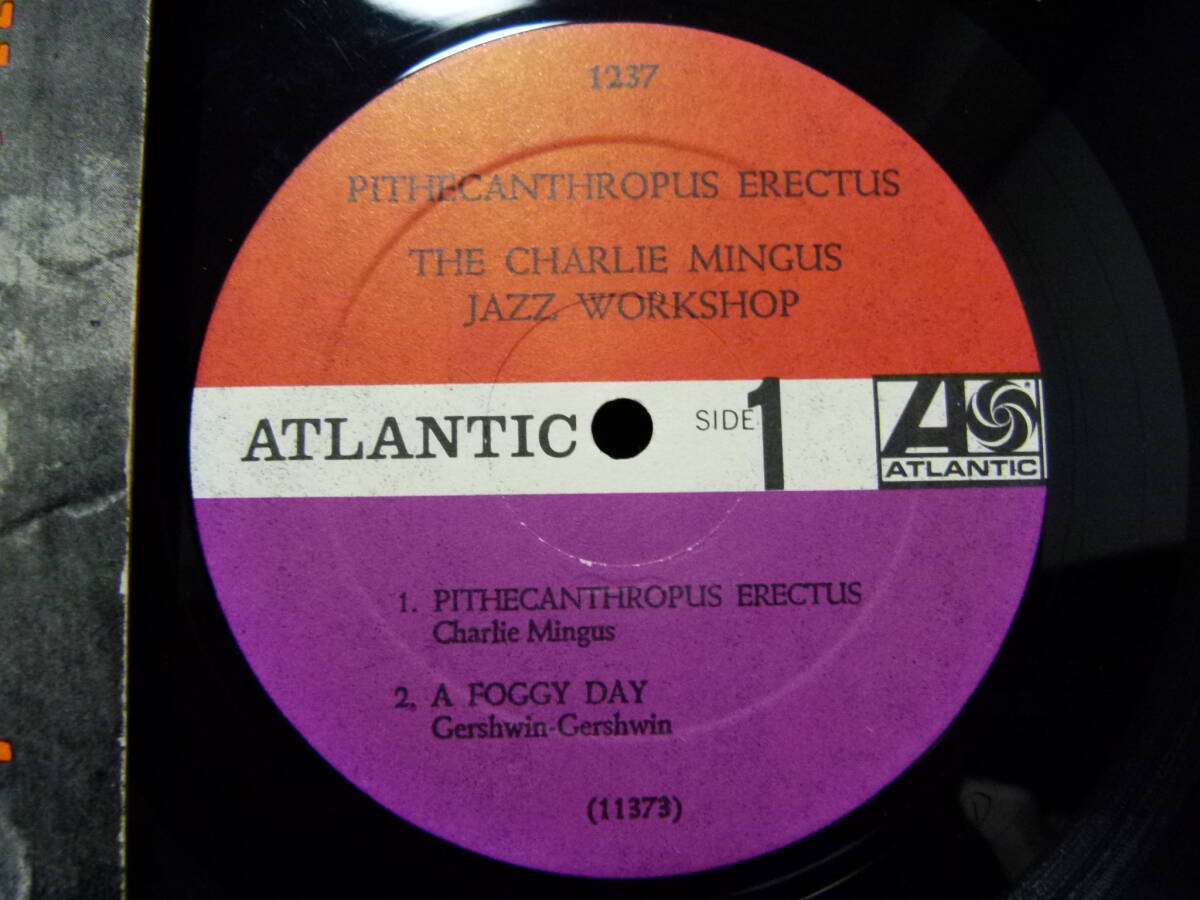 1237
PITHECANTHROPUS ERECTUS
THE CHARLIE MINGUS
JAZZ WORKSHOP
ATLANTIC
SIDE 1
A
ATLANTIC
1. PITHECANTHROPUS ERECTUS
Charlie Mingus
2. A FOGGY DAY
Gershwin-Gershwin
(11373)
D